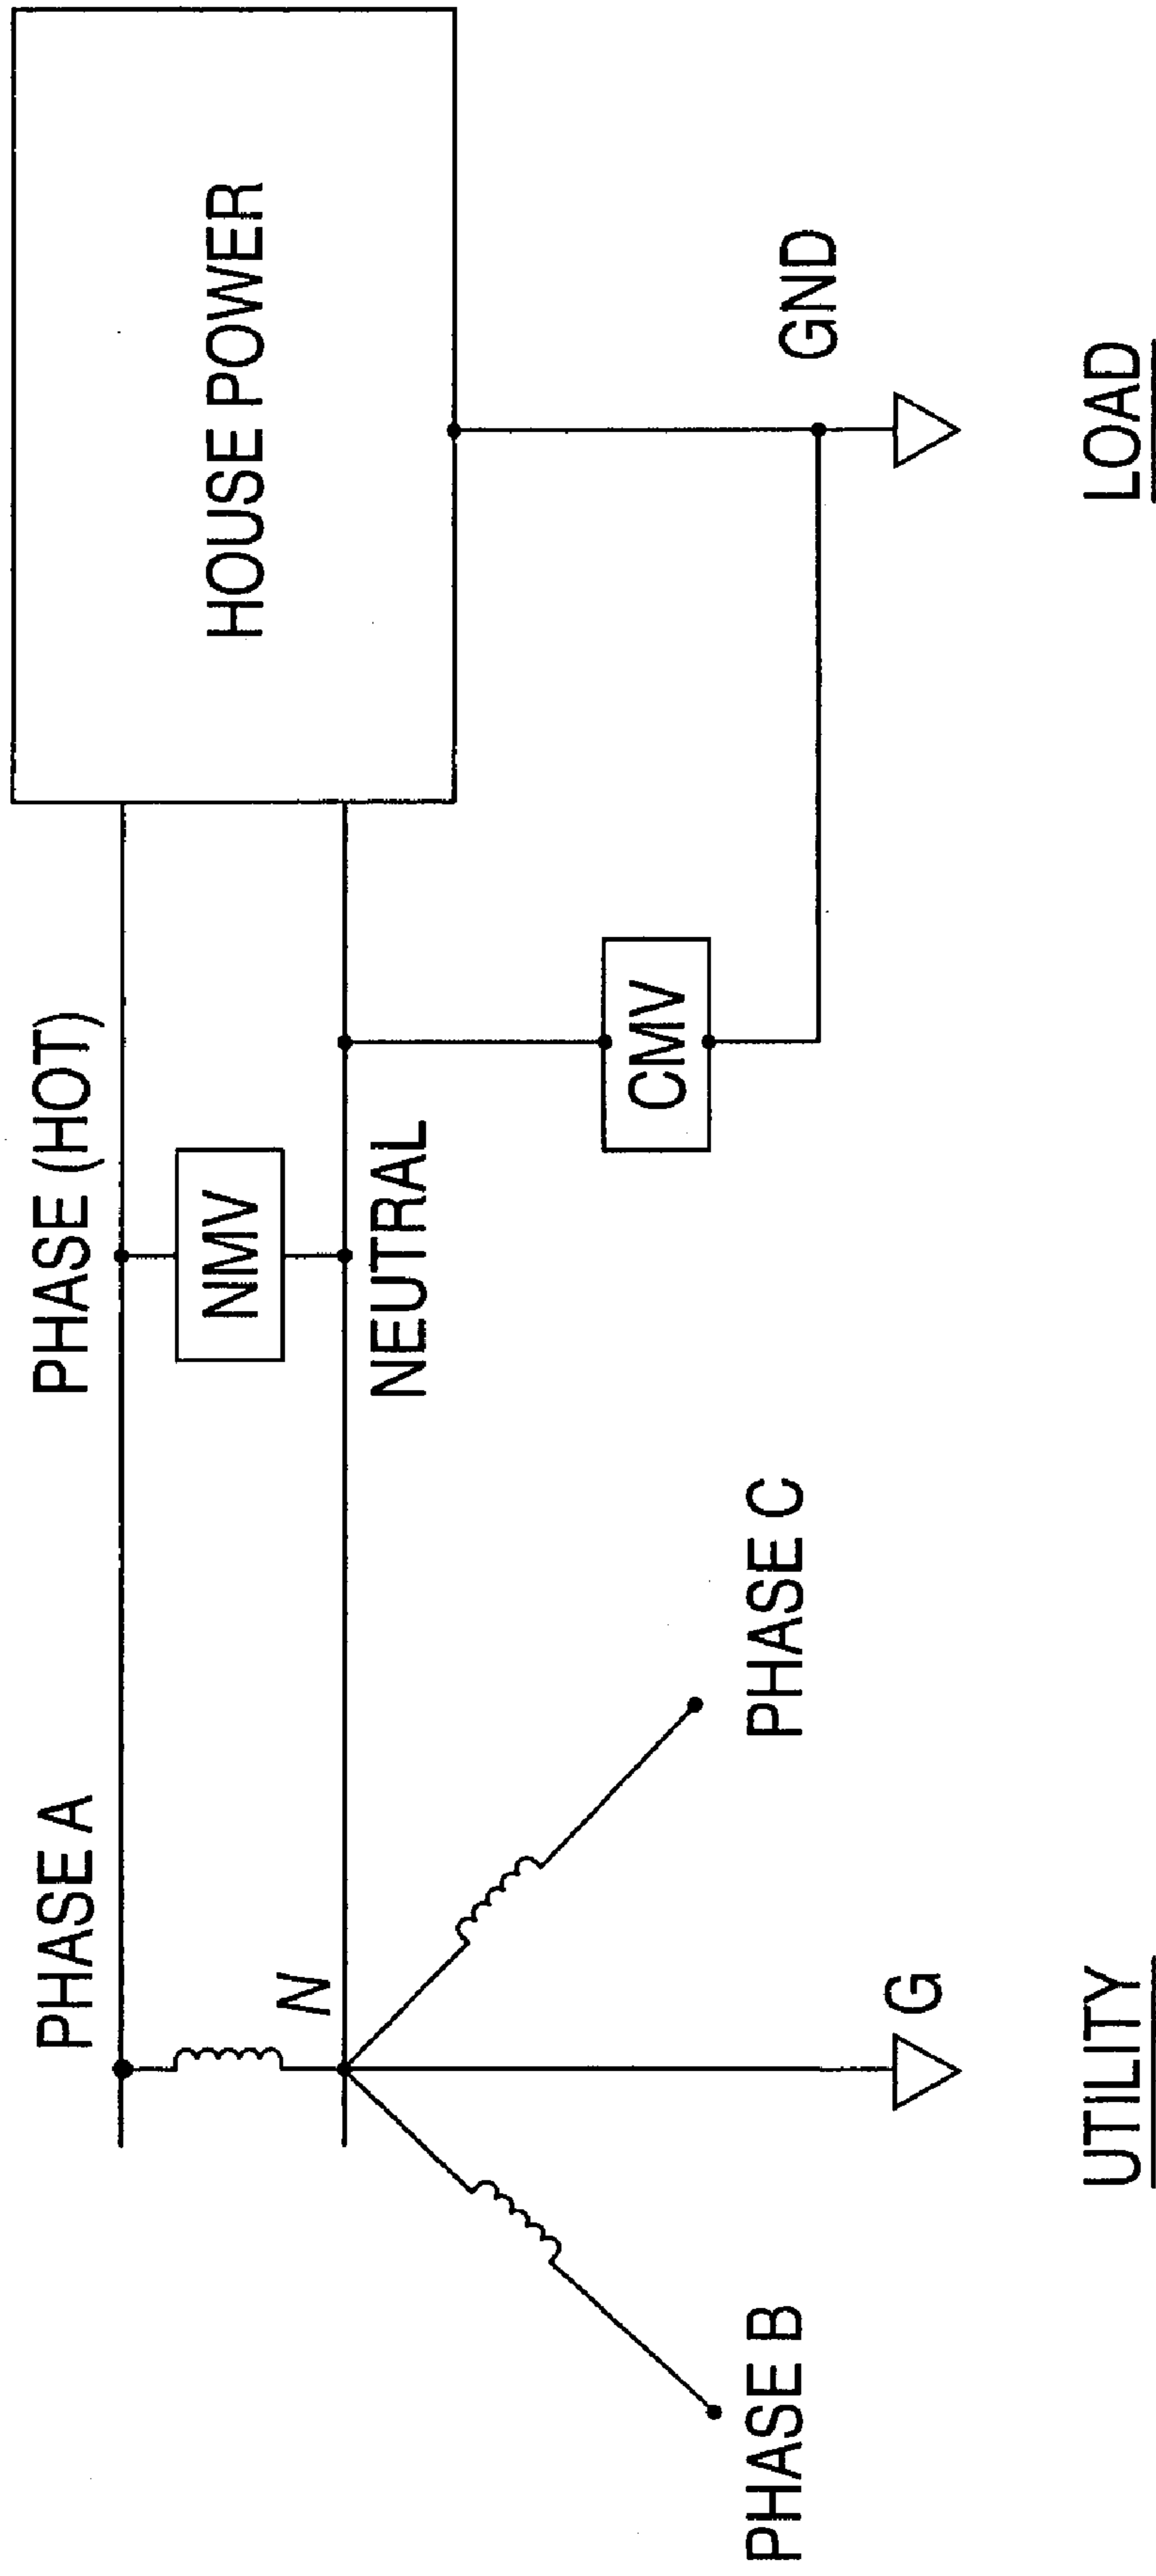 PHASE A
PHASE (HOT)
HOUSE POWER
N
NMV
NEUTRAL
CMV
PHASE B
PHASE C
G
GND
UTILITY
LOAD